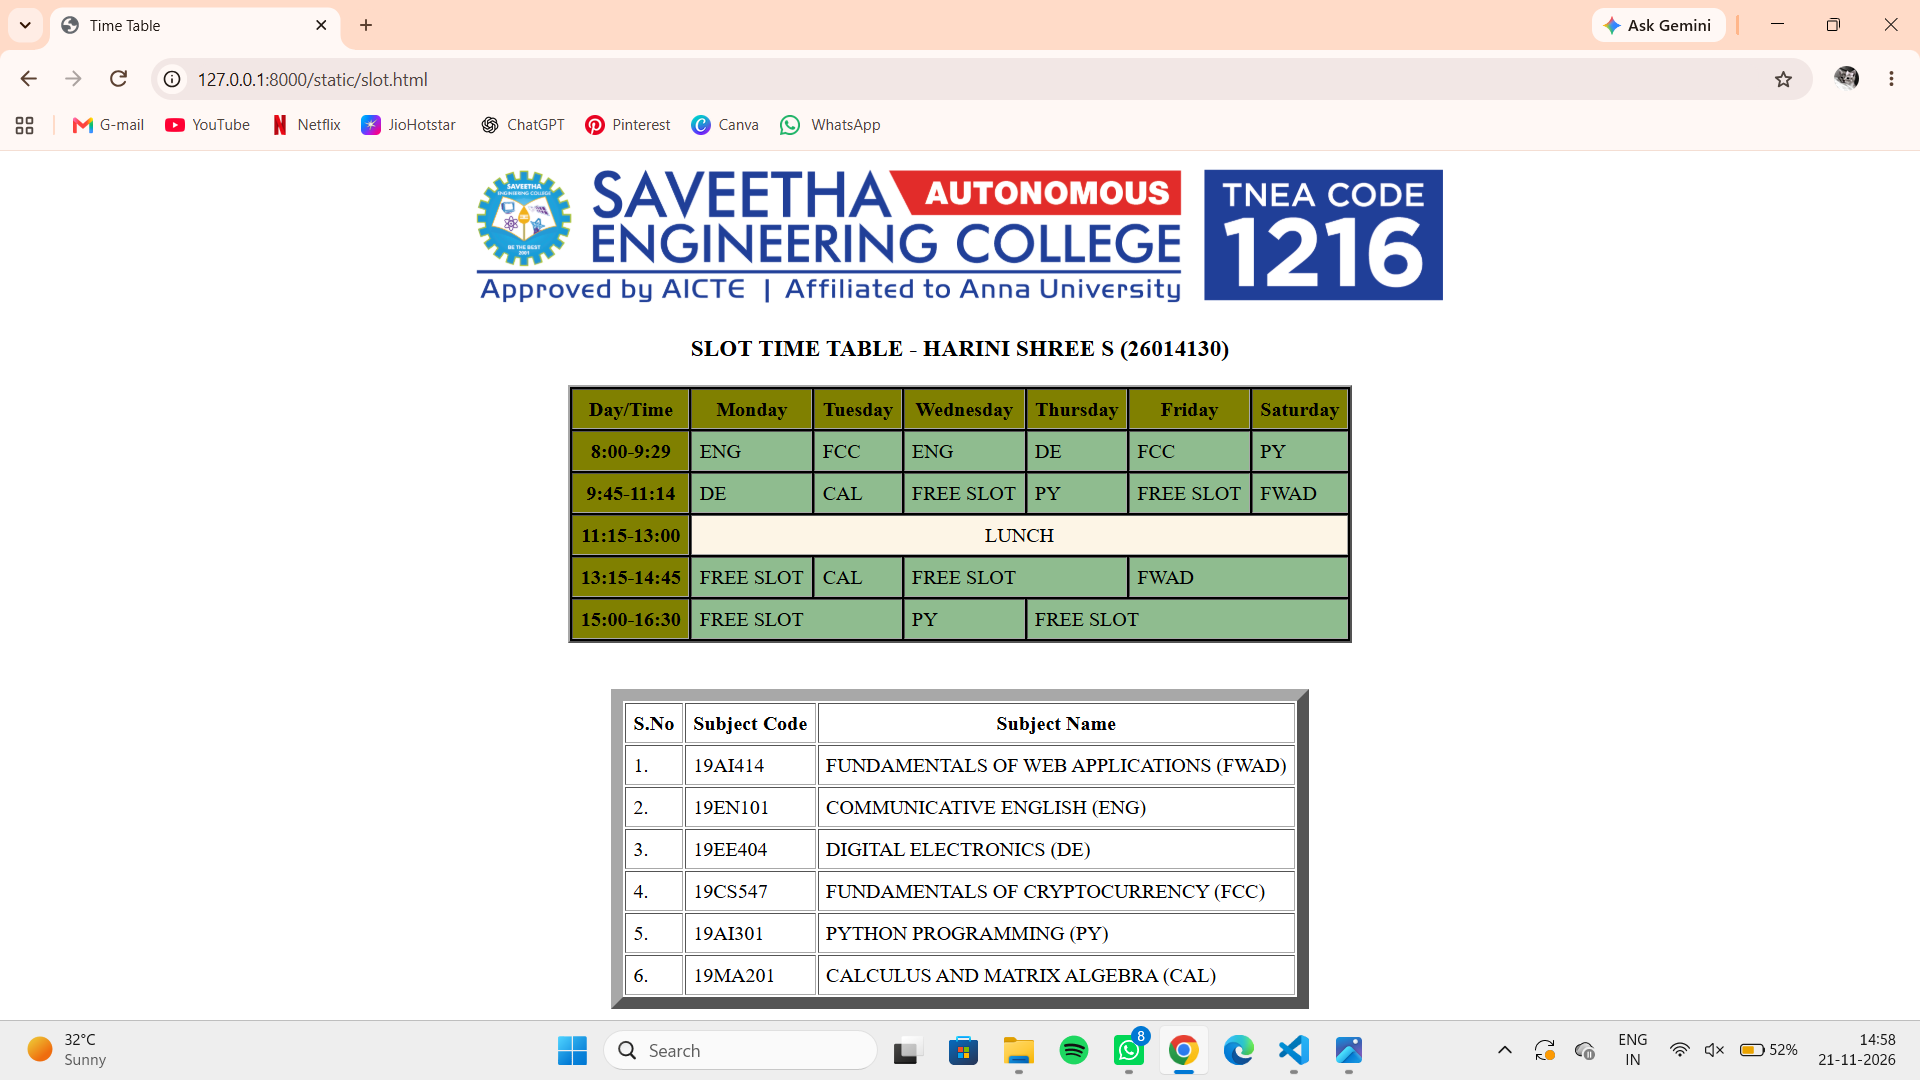 Time Table
Ask Gemini
127.0.0.1:8000/static/slot.html
G-mail YouTube Netflix JioHotstar ChatGPT Pinterest Canva WhatsApp
SAVEETHA
ENGINEERING COLLEGE
BE THE BEST
2001
SAVEETHA AUTONOMOUS
ENGINEERING COLLEGE
Approved by AICTE | Affiliated to Anna University
TNEA CODE
1216
SLOT TIME TABLE - HARINI SHREE S (26014130)
Day/Time Monday Tuesday Wednesday Thursday Friday Saturday
8:00-9:29 ENG FCC ENG DE FCC PY
9:45-11:14 DE CAL FREE SLOT PY FREE SLOT FWAD
11:15-13:00 LUNCH
13:15-14:45 FREE SLOT CAL FREE SLOT FWAD
15:00-16:30 FREE SLOT PY FREE SLOT
S.No Subject Code Subject Name
1. 19AI414 FUNDAMENTALS OF WEB APPLICATIONS (FWAD)
2. 19EN101 COMMUNICATIVE ENGLISH (ENG)
3. 19EE404 DIGITAL ELECTRONICS (DE)
4. 19CS547 FUNDAMENTALS OF CRYPTOCURRENCY (FCC)
5. 19AI301 PYTHON PROGRAMMING (PY)
6. 19MA201 CALCULUS AND MATRIX ALGEBRA (CAL)
32°C
Sunny
Search
8
ENG
IN
52%
14:58
21-11-2026